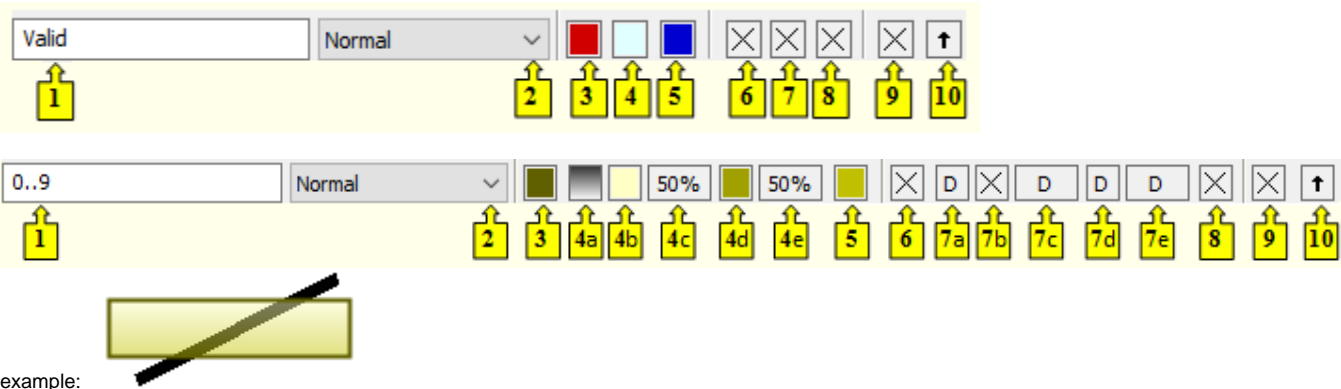 Valid Normal
1 2 3 4 5 6 7 8 9 10
0..9 Normal 50% 50% D D D D
1 2 3 4a 4b 4c 4d 4e 5 6 7a 7b 7c 7d 7e 8 9 10
example: